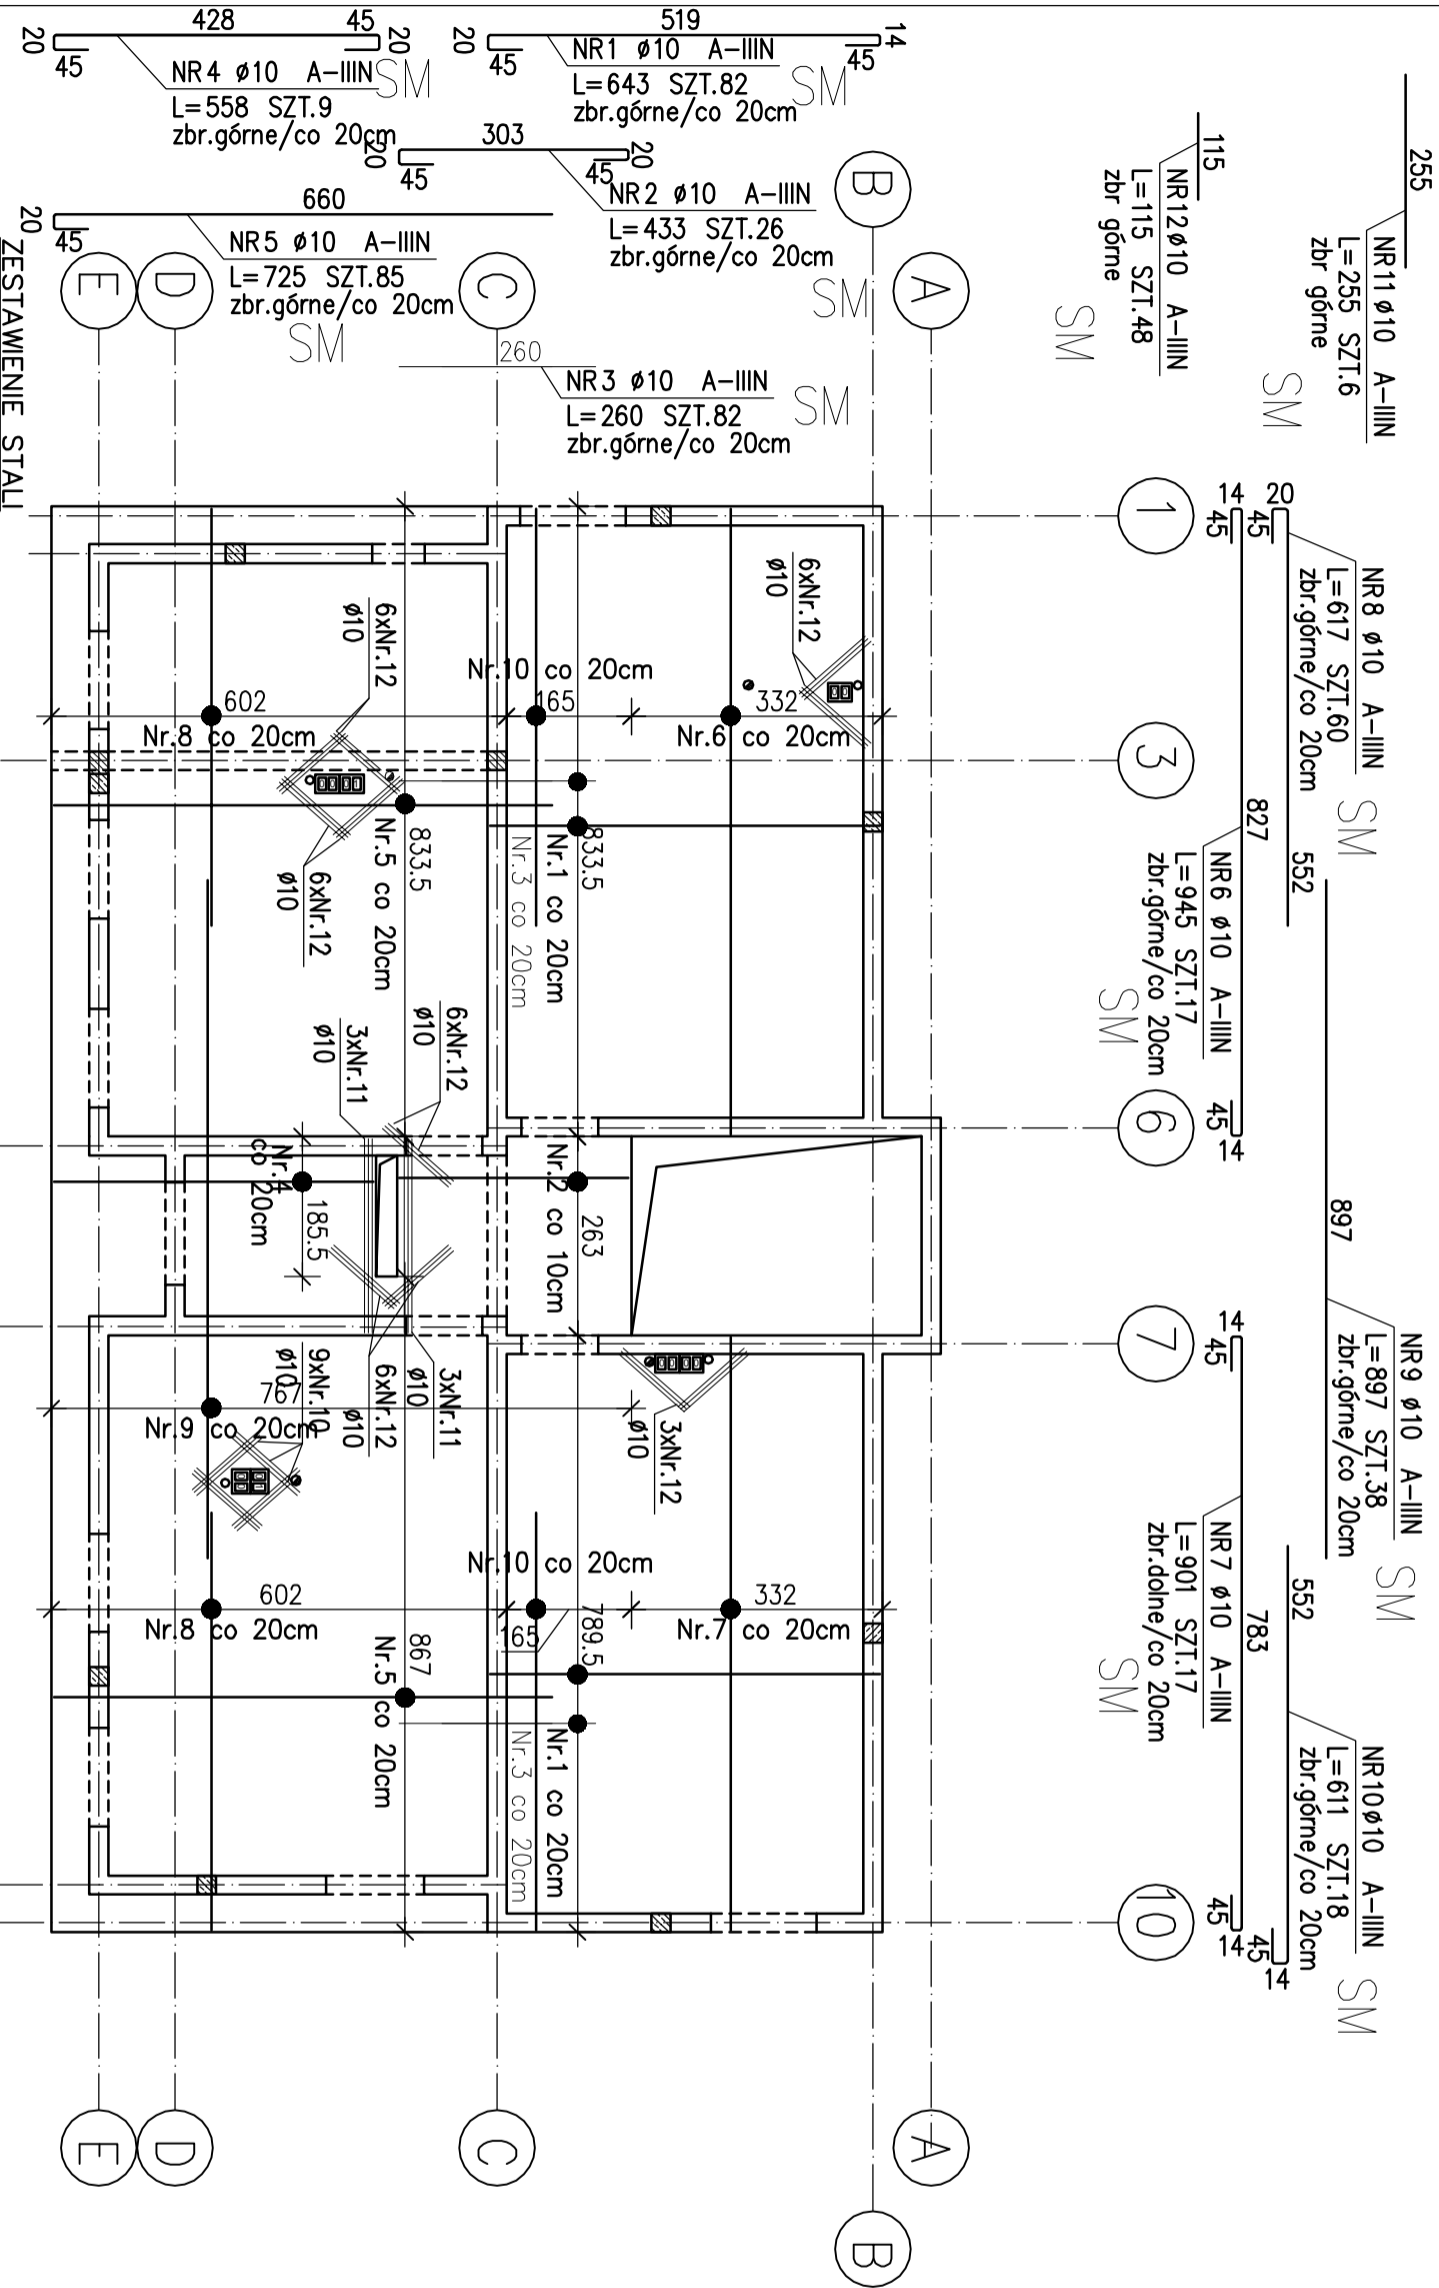 428
45
20
20
45
NR4 ø10 A-IIIN
L=558 SZT.9
zbr.górne/co 20cm
SM
519
14
20
45
45
NR1 ø10 A-IIIN
L=643 SZT.82
zbr.górne/co 20cm
SM
303
20
20
45
45
NR2 ø10 A-IIIN
L=433 SZT.26
zbr.górne/co 20cm
SM
660
20
45
NR5 ø10 A-IIIN
L=725 SZT.85
zbr.górne/co 20cm
SM
260
NR3 ø10 A-IIIN
L=260 SZT.82
zbr.górne/co 20cm
SM
ZESTAWIENIE STALI
255
NR11ø10 A-IIIN
L=255 SZT.6
zbr górne
SM
115
NR12ø10 A-IIIN
L=115 SZT.48
zbr górne
SM
20
45
552
NR8 ø10 A-IIIN
L=617 SZT.60
zbr.górne/co 20cm
SM
14
45
827
45
14
NR6 ø10 A-IIIN
L=945 SZT.17
zbr.górne/co 20cm
SM
897
NR9 ø10 A-IIIN
L=897 SZT.38
zbr.górne/co 20cm
SM
14
45
783
45
14
NR7 ø10 A-IIIN
L=901 SZT.17
zbr.dolne/co 20cm
SM
552
45
14
NR10ø10 A-IIIN
L=611 SZT.18
zbr.górne/co 20cm
SM
E
D
C
B
A
1
3
6
7
10
6xNr.12
ø10
6xNr.12
ø10
Nr.10 co 20cm
602
165
332
Nr.8 co 20cm
Nr.6 co 20cm
833.5
Nr.5 co 20cm
833.5
Nr.1 co 20cm
Nr.3 co 20cm
6xNr.12
ø10
6xNr.12
ø10
3xNr.11
ø10
Nr.4
co 20cm
185.5
Nr.2 co 10cm
263
9xNr.10
ø10
767
Nr.9 co 20cm
6xNr.12
ø10
3xNr.11
ø10
3xNr.12
ø10
Nr.10 co 20cm
602
165
332
Nr.8 co 20cm
Nr.7 co 20cm
867
Nr.5 co 20cm
789.5
Nr.1 co 20cm
Nr.3 co 20cm
E
D
C
A
B